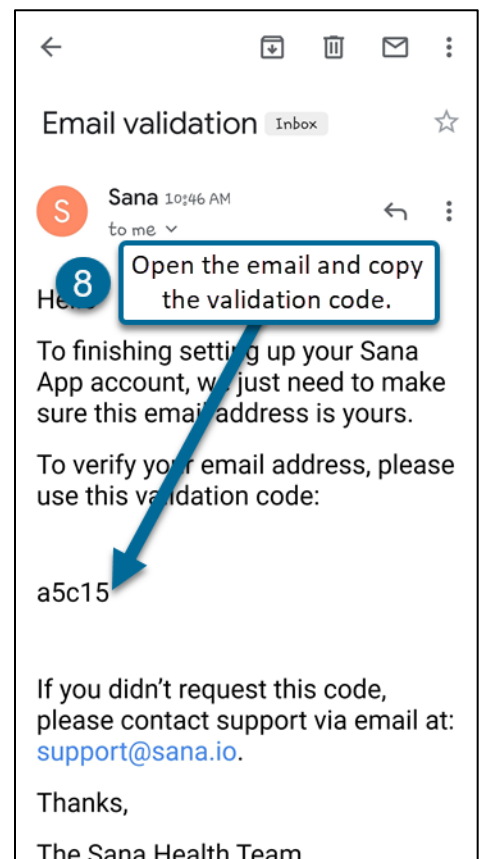 Email validation Inbox
S
Sana 10:46 AM
to me
8
Open the email and copy
the validation code.
To finishing setting up your Sana
App account, we just need to make
sure this email address is yours.
To verify your email address, please
use this validation code:
a5c15
If you didn't request this code,
please contact support via email at:
support@sana.io.
Thanks,
The Sana Health Team